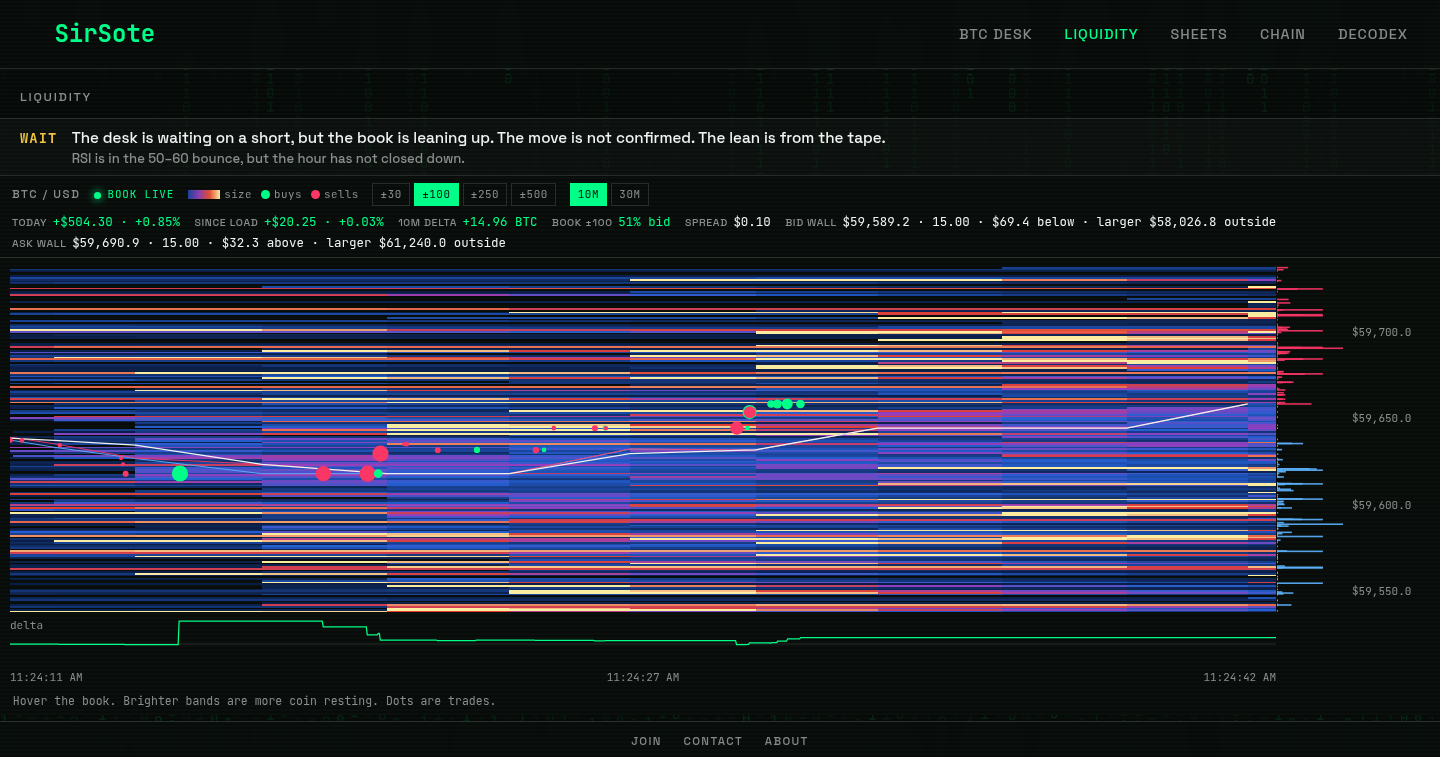 SirSote
BTC DESK LIQUIDITY SHEETS CHAIN DECODEX
LIQUIDITY
WAIT The desk is waiting on a short, but the book is leaning up. The move is not confirmed. The lean is from the tape.
RSI is in the 50–60 bounce, but the hour has not closed down.
BTC / USD BOOK LIVE size buys sells ±30 ±100 ±250 ±500 10M 30M
TODAY +$504.30 · +0.85% SINCE LOAD +$20.25 · +0.03% 10M DELTA +14.96 BTC BOOK ±100 51% bid SPREAD $0.10 BID WALL $59,589.2 · 15.00 · $69.4 below · larger $58,026.8 outside
ASK WALL $59,690.9 · 15.00 · $32.3 above · larger $61,240.0 outside
$59,700.0
$59,650.0
$59,600.0
$59,550.0
delta
11:24:11 AM 11:24:27 AM 11:24:42 AM
Hover the book. Brighter bands are more coin resting. Dots are trades.
JOIN CONTACT ABOUT